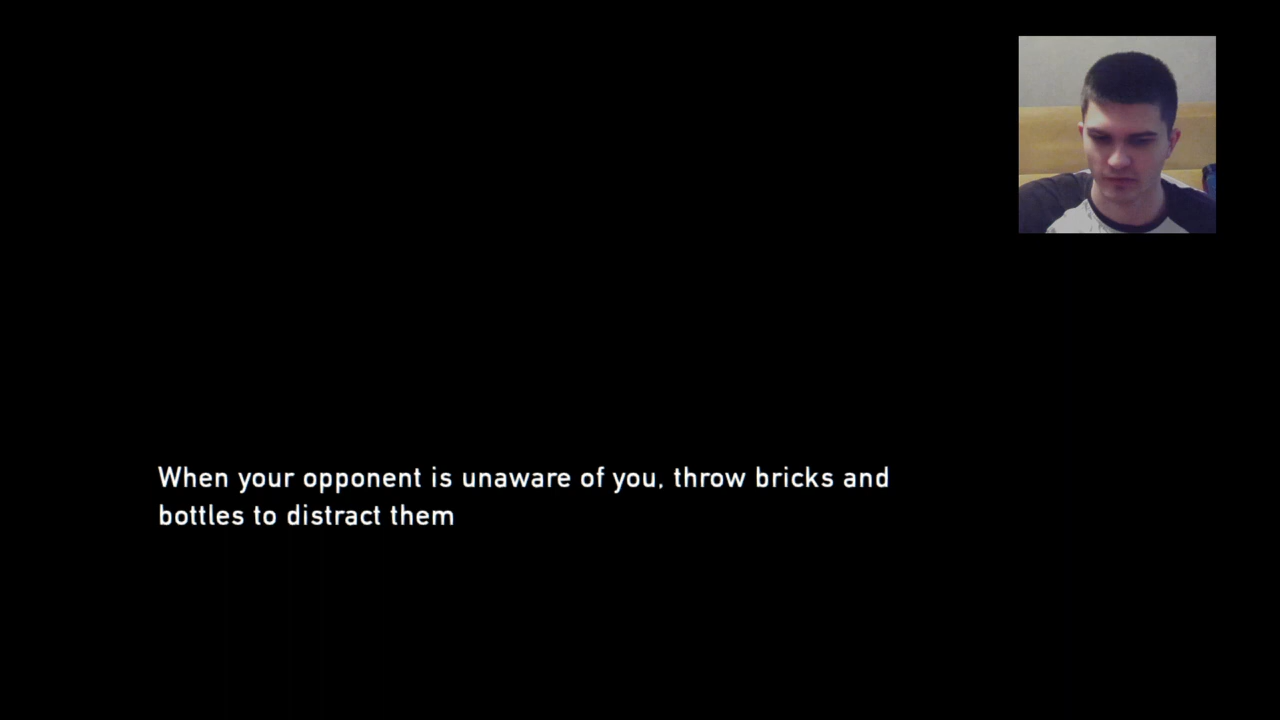 When your opponent is unaware of you, throw bricks and
bottles to distract them